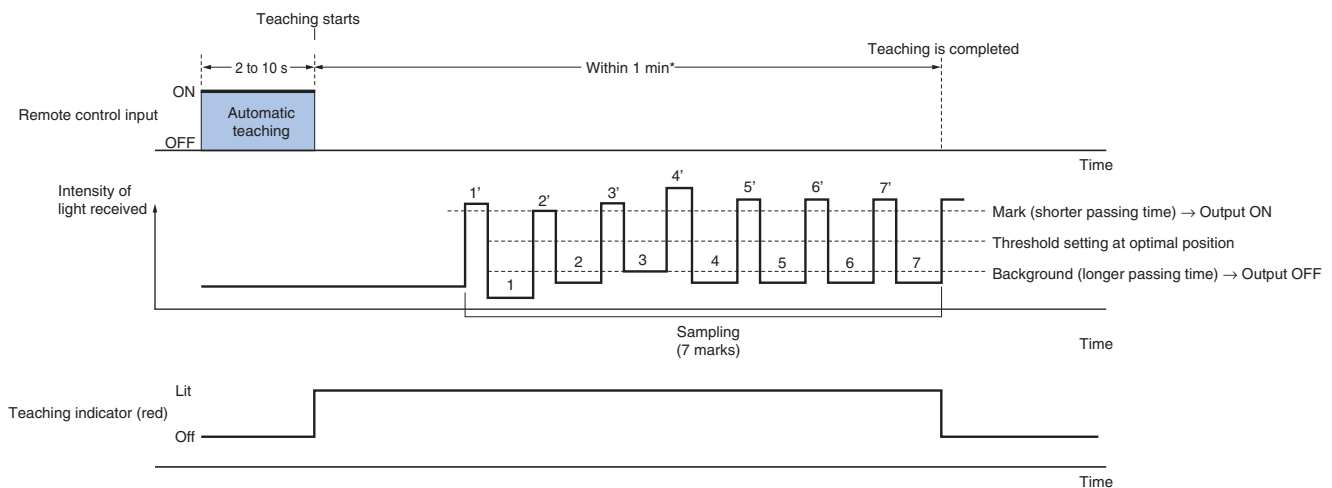 Teaching starts
Teaching is completed
2 to 10 s
Within 1 min*
ON
Remote control input
Automatic
teaching
OFF
Time
Intensity of
light received
1'
2'
3'
4'
5'
6'
7'
Mark (shorter passing time) → Output ON
Threshold setting at optimal position
1
2
3
4
5
6
7
Background (longer passing time) → Output OFF
Sampling
(7 marks)
Time
Lit
Teaching indicator (red)
Off
Time